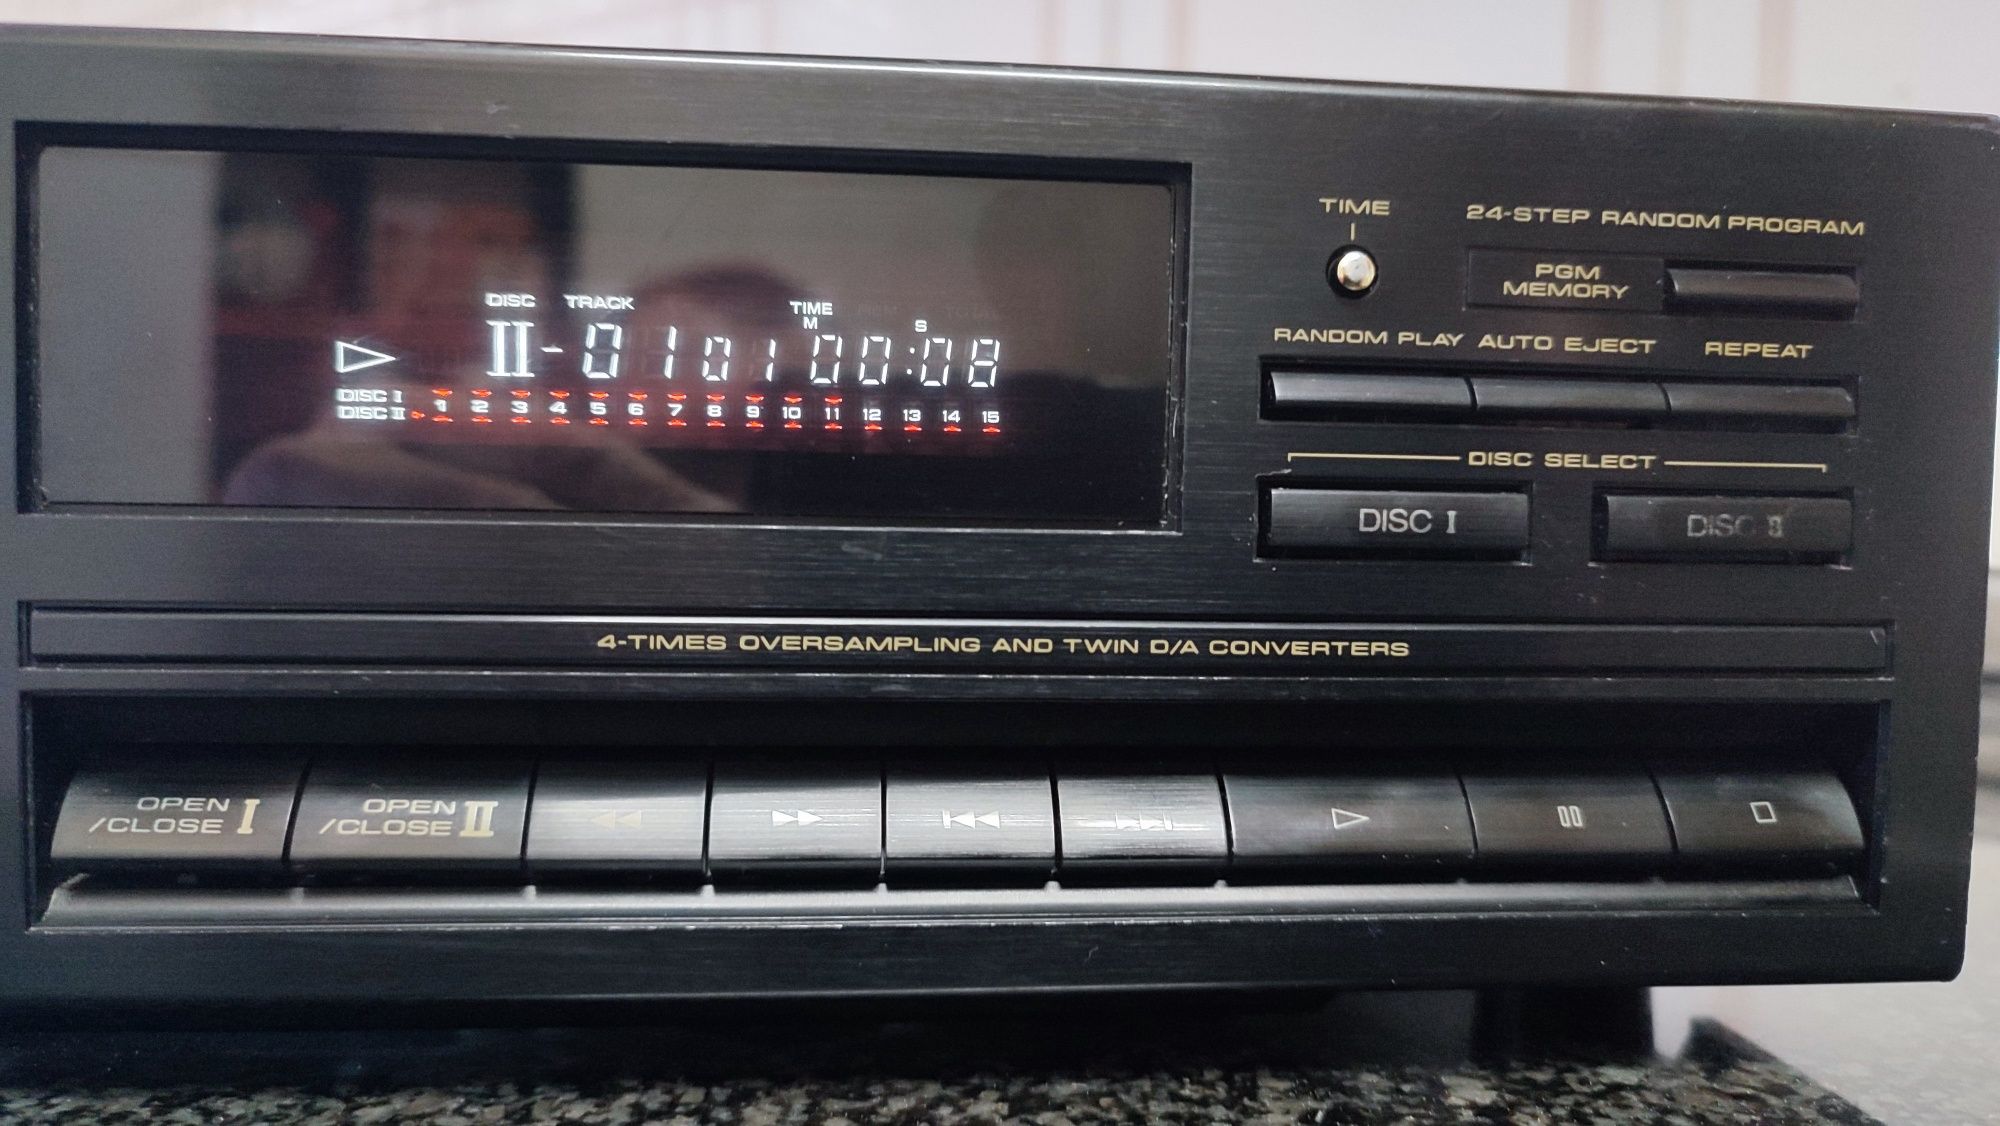 DISC TRACK TIME
M S
II-01 01 00:08
DISC I
DISC II 1 2 3 4 5 6 7 8 9 10 11 12 13 14 15
TIME
24-STEP RANDOM PROGRAM
PGM
MEMORY
RANDOM PLAY AUTO EJECT REPEAT
DISC SELECT
DISC I DISC II
4-TIMES OVERSAMPLING AND TWIN D/A CONVERTERS
OPEN
/CLOSE I
OPEN
/CLOSE II